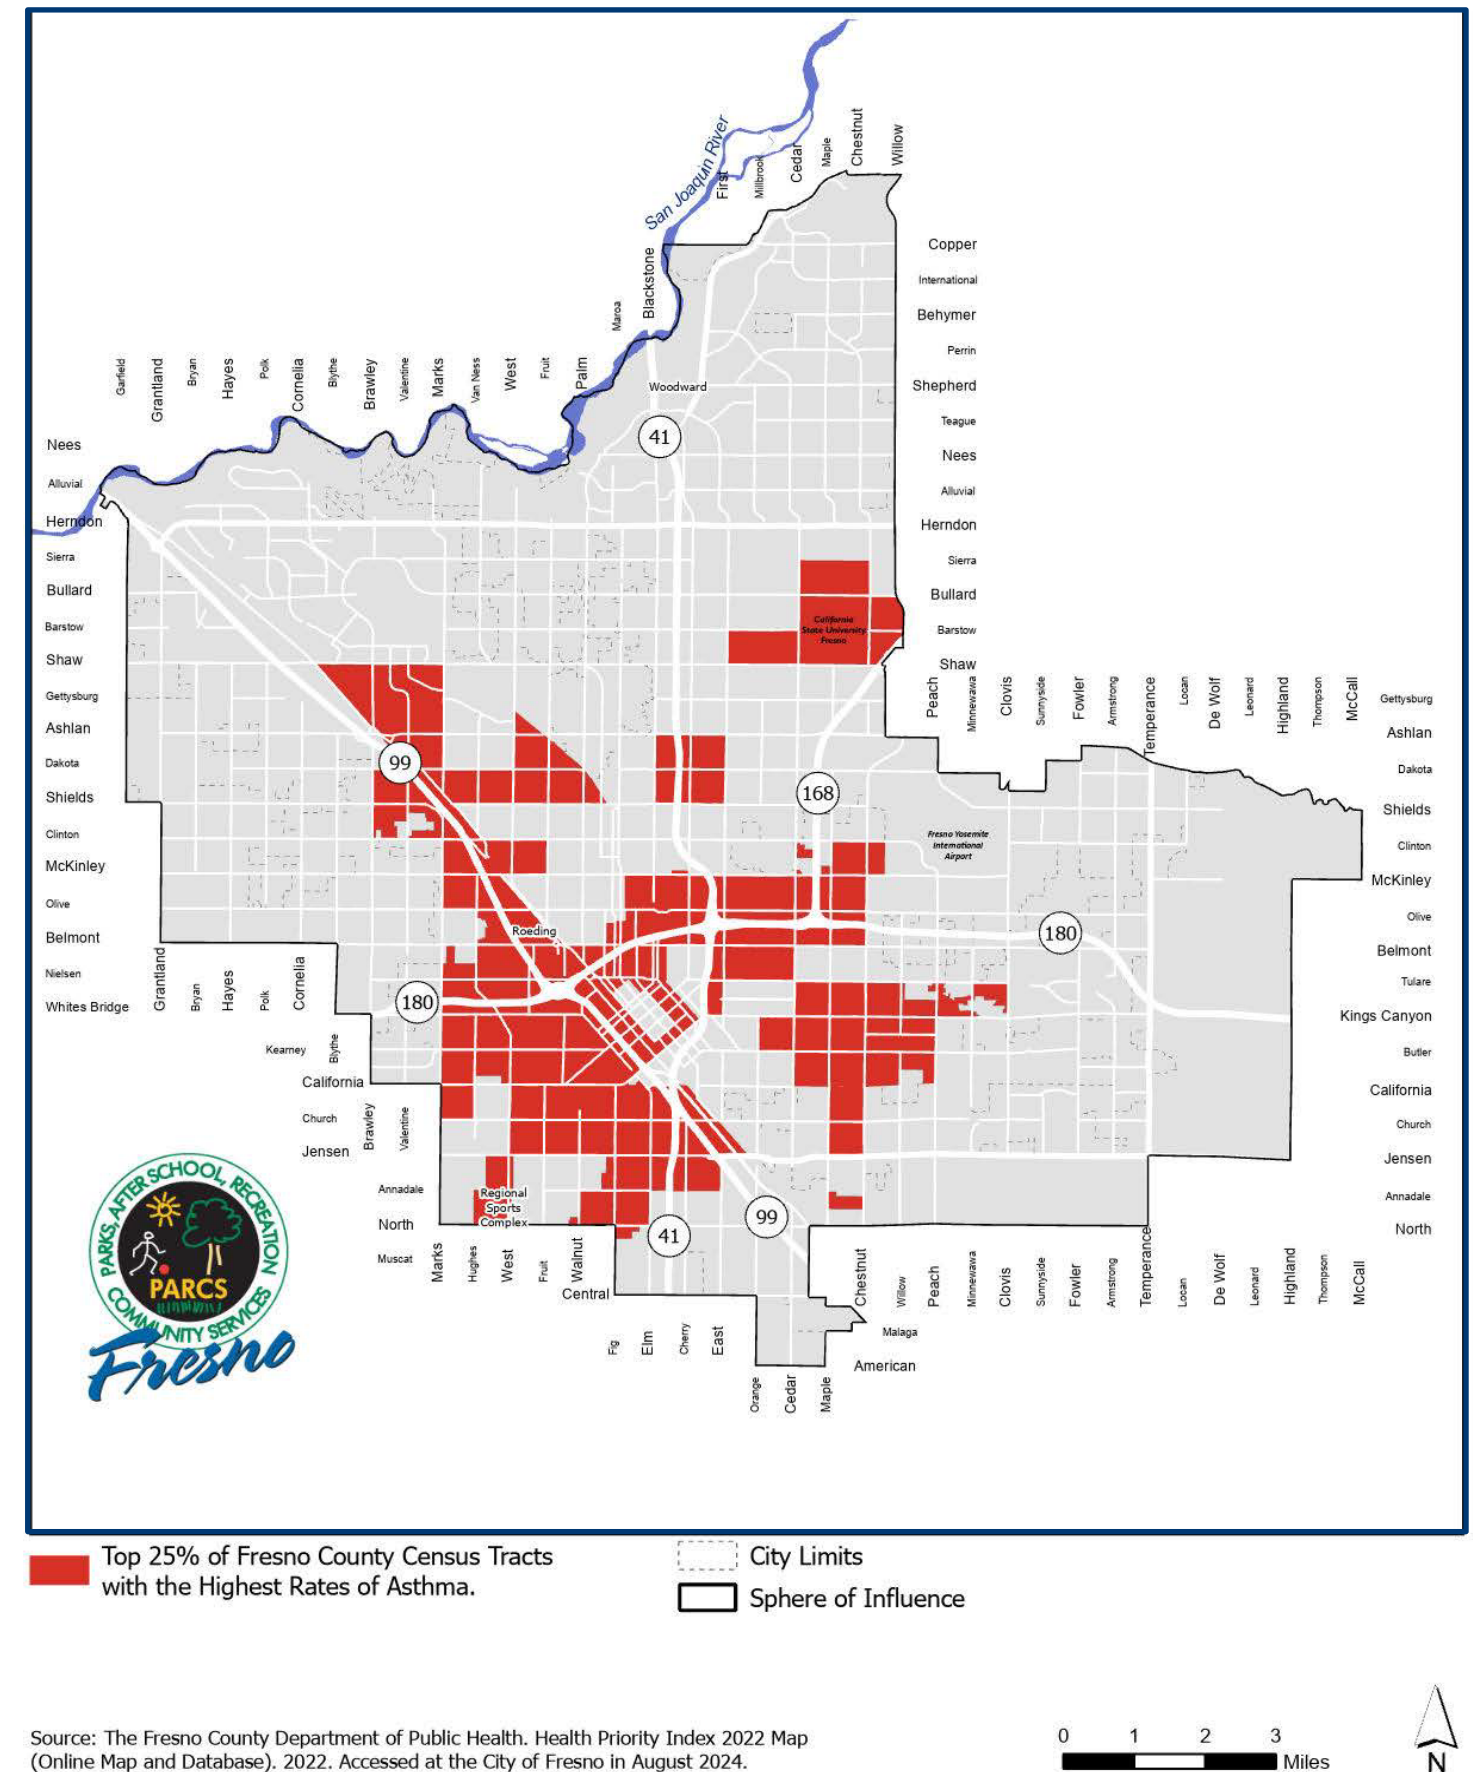 San Joaquin River
First
Millbrook
Cedar
Maple
Chestnut
Willow
Copper
International
Behymer
Perrin
Shepherd
Teague
Nees
Alluvial
Herndon
Sierra
Bullard
Barstow
Shaw
Maroa
Blackstone
Garfield
Grantland
Bryan
Hayes
Polk
Cornelia
Blythe
Brawley
Valentine
Marks
Van Ness
West
Fruit
Palm
Woodward
41
Nees
Alluvial
Herndon
Sierra
Bullard
Barstow
Shaw
Gettysburg
Ashlan
Dakota
Shields
Clinton
McKinley
Olive
Belmont
Nielsen
Whites Bridge
California
State University
Fresno
Peach
Minnewawa
Clovis
Sunnyside
Fowler
Armstrong
Temperance
Locan
De Wolf
Leonard
Highland
Thompson
McCall
Gettysburg
Ashlan
Dakota
Shields
Clinton
McKinley
Olive
Belmont
Tulare
Kings Canyon
Butler
California
Church
Jensen
Annadale
North
99
168
Fresno Yosemite
International
Airport
Roeding
180
180
Grantland
Bryan
Hayes
Polk
Cornelia
Kearney
Blythe
California
Church
Jensen
Brawley
Valentine
Annadale
North
Muscat
Regional
Sports
Complex
41
99
Marks
Hughes
West
Fruit
Walnut
Central
Fig
Elm
Cherry
East
Orange
Cedar
Maple
Malaga
American
Chestnut
Willow
Peach
Minnewawa
Clovis
Sunnyside
Fowler
Armstrong
Temperance
Locan
De Wolf
Leonard
Highland
Thompson
McCall
PARKS, AFTER SCHOOL, RECREATION
COMMUNITY SERVICES
PARCS
Fresno
Top 25% of Fresno County Census Tracts
with the Highest Rates of Asthma.
City Limits
Sphere of Influence
Source: The Fresno County Department of Public Health. Health Priority Index 2022 Map
(Online Map and Database). 2022. Accessed at the City of Fresno in August 2024.
0 1 2 3
Miles
N